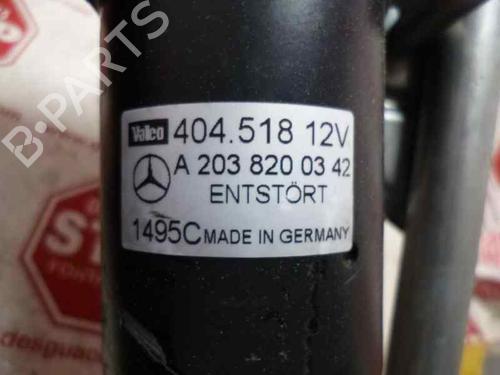 Valeo 404.518 12V
A 203 820 03 42
ENTSTÖRT
1495C MADE IN GERMANY
B-PARTS